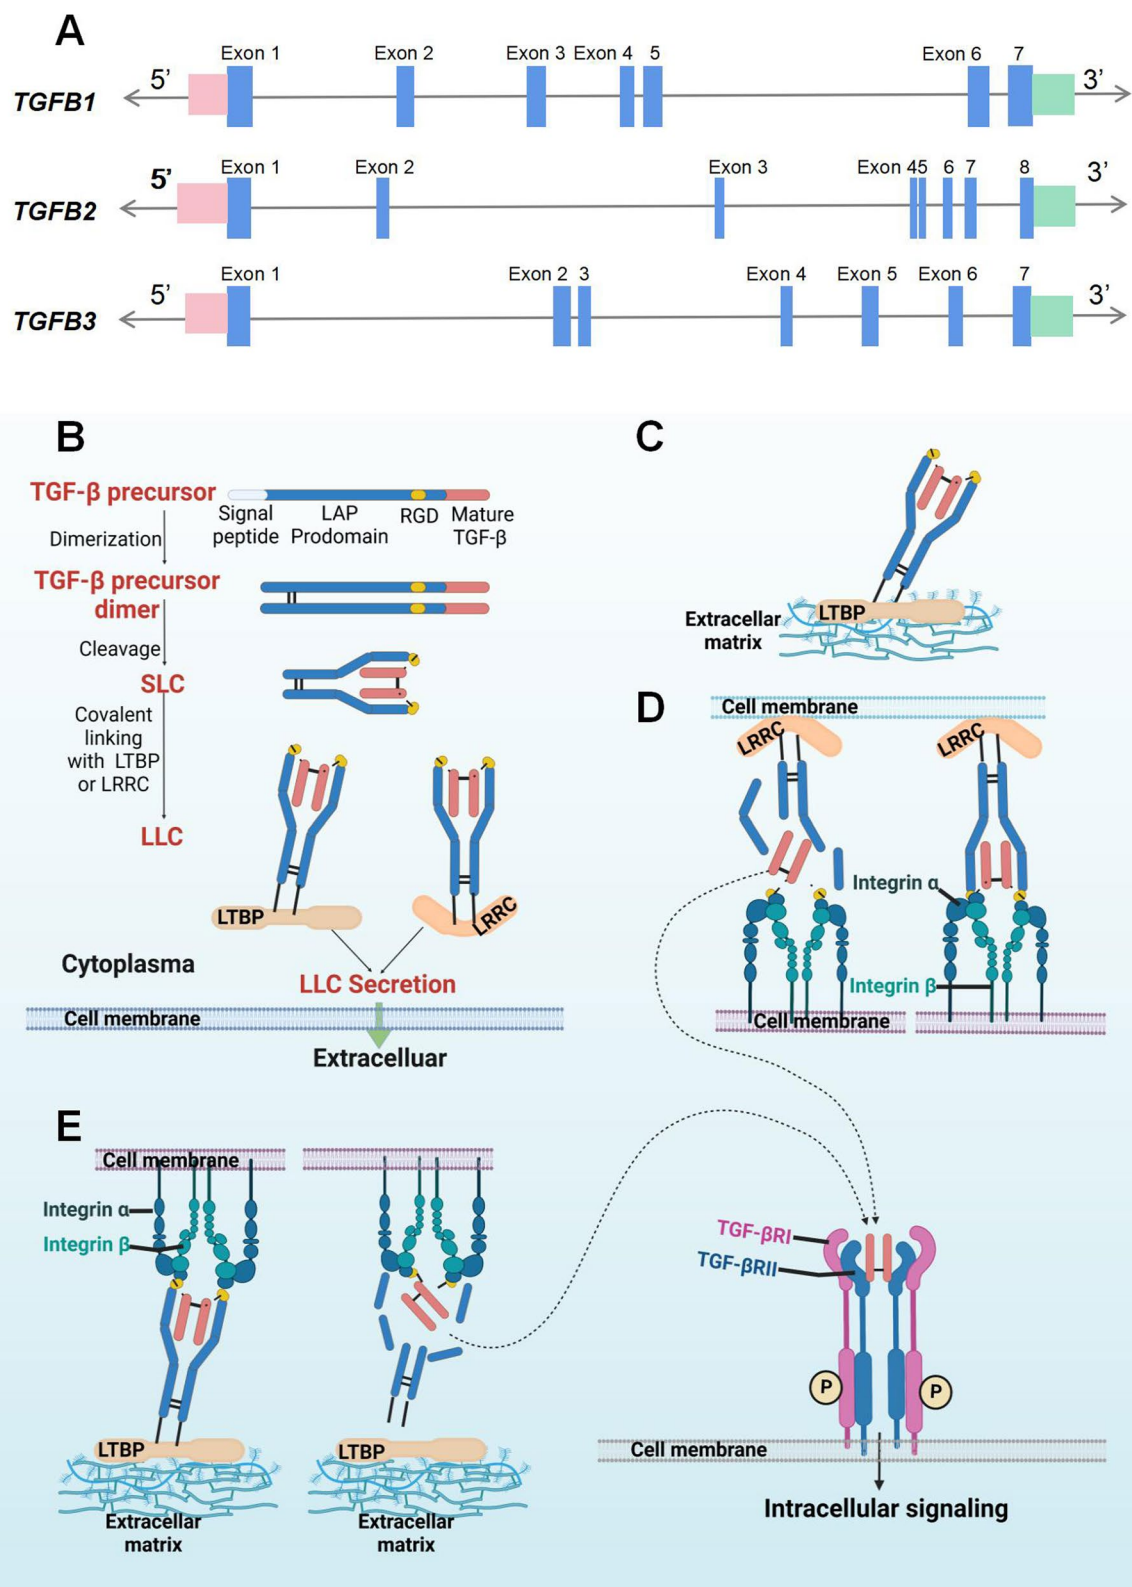 A
Exon 1 Exon 2 Exon 3 Exon 4 5 Exon 6 7
5’ 3’
TGFB1
Exon 1 Exon 2 Exon 3 Exon 4 5 6 7 8
5’ 3’
TGFB2
Exon 1 Exon 2 3 Exon 4 Exon 5 Exon 6 7
5’ 3’
TGFB3
B
TGF-β precursor
Signal
peptide
LAP
Prodomain
RGD
Mature
TGF-β
Dimerization
TGF-β precursor
dimer
Cleavage
SLC
Covalent
linking
with LTBP
or LRRC
LLC
LTBP
LRRC
Cytoplasma
LLC Secretion
Cell membrane
Extracelluar
C
LTBP
Extracellar
matrix
D
Cell membrane
LRRC
LRRC
Integrin α
Integrin β
Cell membrane
E
Cell membrane
Integrin α
Integrin β
LTBP
LTBP
Extracellar
matrix
Extracellar
matrix
TGF-βRI
TGF-βRII
P
P
Cell membrane
Intracellular signaling